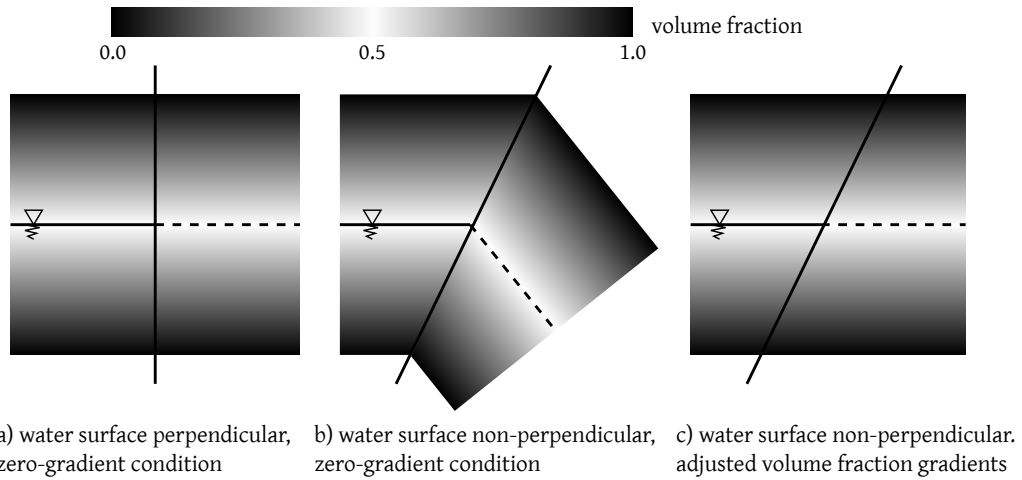 volume fraction
0.0 0.5 1.0
a) water surface perpendicular,
zero-gradient condition
b) water surface non-perpendicular,
zero-gradient condition
c) water surface non-perpendicular.
adjusted volume fraction gradients